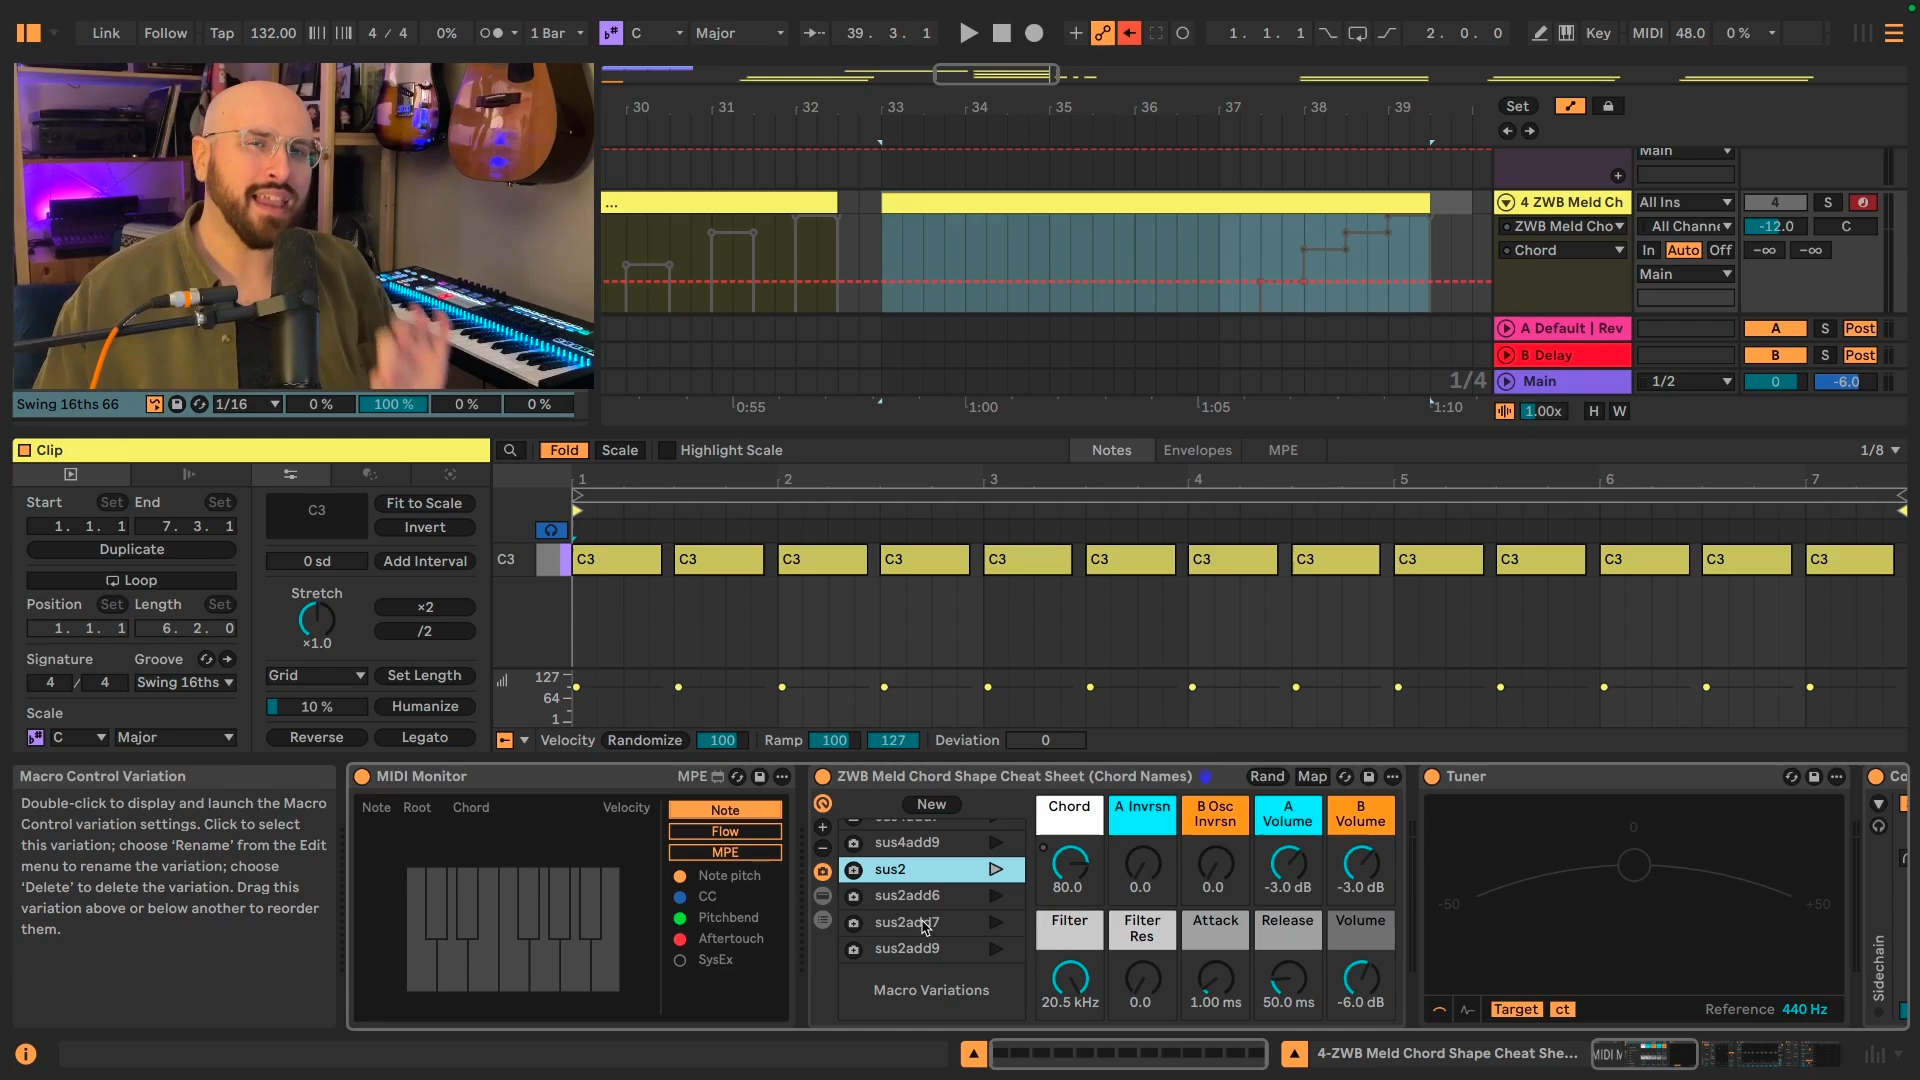 Link Follow Tap 132.00 4 / 4 0% 1 Bar C Major 39. 3. 1 1. 1. 1 2. 0. 0 Key MIDI 48.0 0 %
30 31 32 33 34 35 36 37 38 39 Set
Main
... 4 ZWB Meld Ch All Ins 4 S
ZWB Meld Cho All Channe -12.0 C
Chord In Auto Off -∞ -∞
Main
A Default | Rev A S Post
B Delay B S Post
1/4 Main 1/2 0 -6.0
Swing 16ths 66 1/16 0 % 100 % 0 % 0 %
0:55 1:00 1:05 1:10 1.00x H W
Clip Fold Scale Highlight Scale Notes Envelopes MPE 1/8
1 2 3 4 5 6 7
Start Set End Set C3 Fit to Scale
1. 1. 1 7. 3. 1 Invert
Duplicate
0 sd Add Interval
C3 C3 C3 C3 C3 C3 C3 C3 C3 C3 C3 C3 C3 C3
Loop
Stretch
Position Set Length Set ×2
1. 1. 1 6. 2. 0 /2
×1.0
Signature Groove
4 / 4 Swing 16ths
Grid Set Length
127
64
1
10 % Humanize
Scale
C Major Reverse Legato
Velocity Randomize 100 Ramp 100 127 Deviation 0
Macro Control Variation
Double-click to display and launch the Macro
Control variation settings. Click to select
this variation; choose ‘Rename’ from the Edit
menu to rename the variation; choose
‘Delete’ to delete the variation. Drag this
variation above or below another to reorder
them.
MIDI Monitor MPE
Note Root Chord Velocity
Note
Flow
MPE
Note pitch
CC
Pitchbend
Aftertouch
SysEx
ZWB Meld Chord Shape Cheat Sheet (Chord Names) Rand Map
New
sus4add9
sus2
sus2add6
sus2add7
sus2add9
Macro Variations
Chord A Invrsn B Osc Invrsn A Volume B Volume
80.0 0.0 0.0 -3.0 dB -3.0 dB
Filter Filter Res Attack Release Volume
20.5 kHz 0.0 1.00 ms 50.0 ms -6.0 dB
Tuner
0
-50 +50
Target ct Reference 440 Hz
Co
Sidechain
4-ZWB Meld Chord Shape Cheat She...
MIDI M